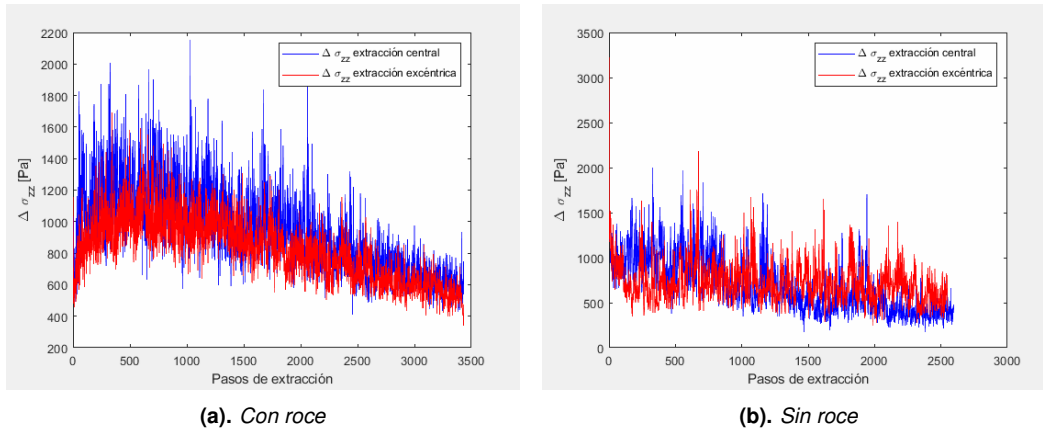 2200
2000
1800
1600
1400
1200
1000
800
600
400
200
Δ σzz [Pa]
0 500 1000 1500 2000 2500 3000 3500
Pasos de extracción
Δ σzz extracción central
Δ σzz extracción excéntrica
(a). Con roce
3500
3000
2500
2000
1500
1000
500
0
Δ σzz [Pa]
0 500 1000 1500 2000 2500 3000
Pasos de extracción
Δ σzz extracción central
Δ σzz extracción excéntrica
(b). Sin roce